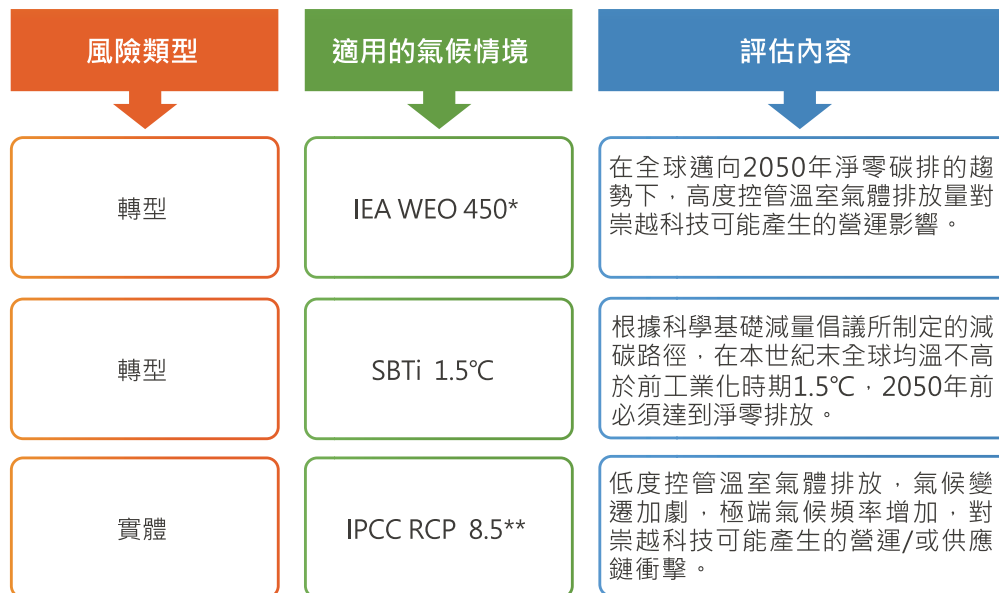 風險類型
適用的氣候情境
評估內容
轉型
IEA WEO 450*
在全球邁向2050年淨零碳排的趨
勢下，高度控管溫室氣體排放量對
崇越科技可能產生的營運影響。
轉型
SBTi 1.5℃
根據科學基礎減量倡議所制定的減
碳路徑，在本世紀末全球均溫不高
於前工業化時期1.5℃，2050年前
必須達到淨零排放。
實體
IPCC RCP 8.5**
低度控管溫室氣體排放，氣候變
遷加劇，極端氣候頻率增加，對
崇越科技可能產生的營運/或供應
鏈衝擊。